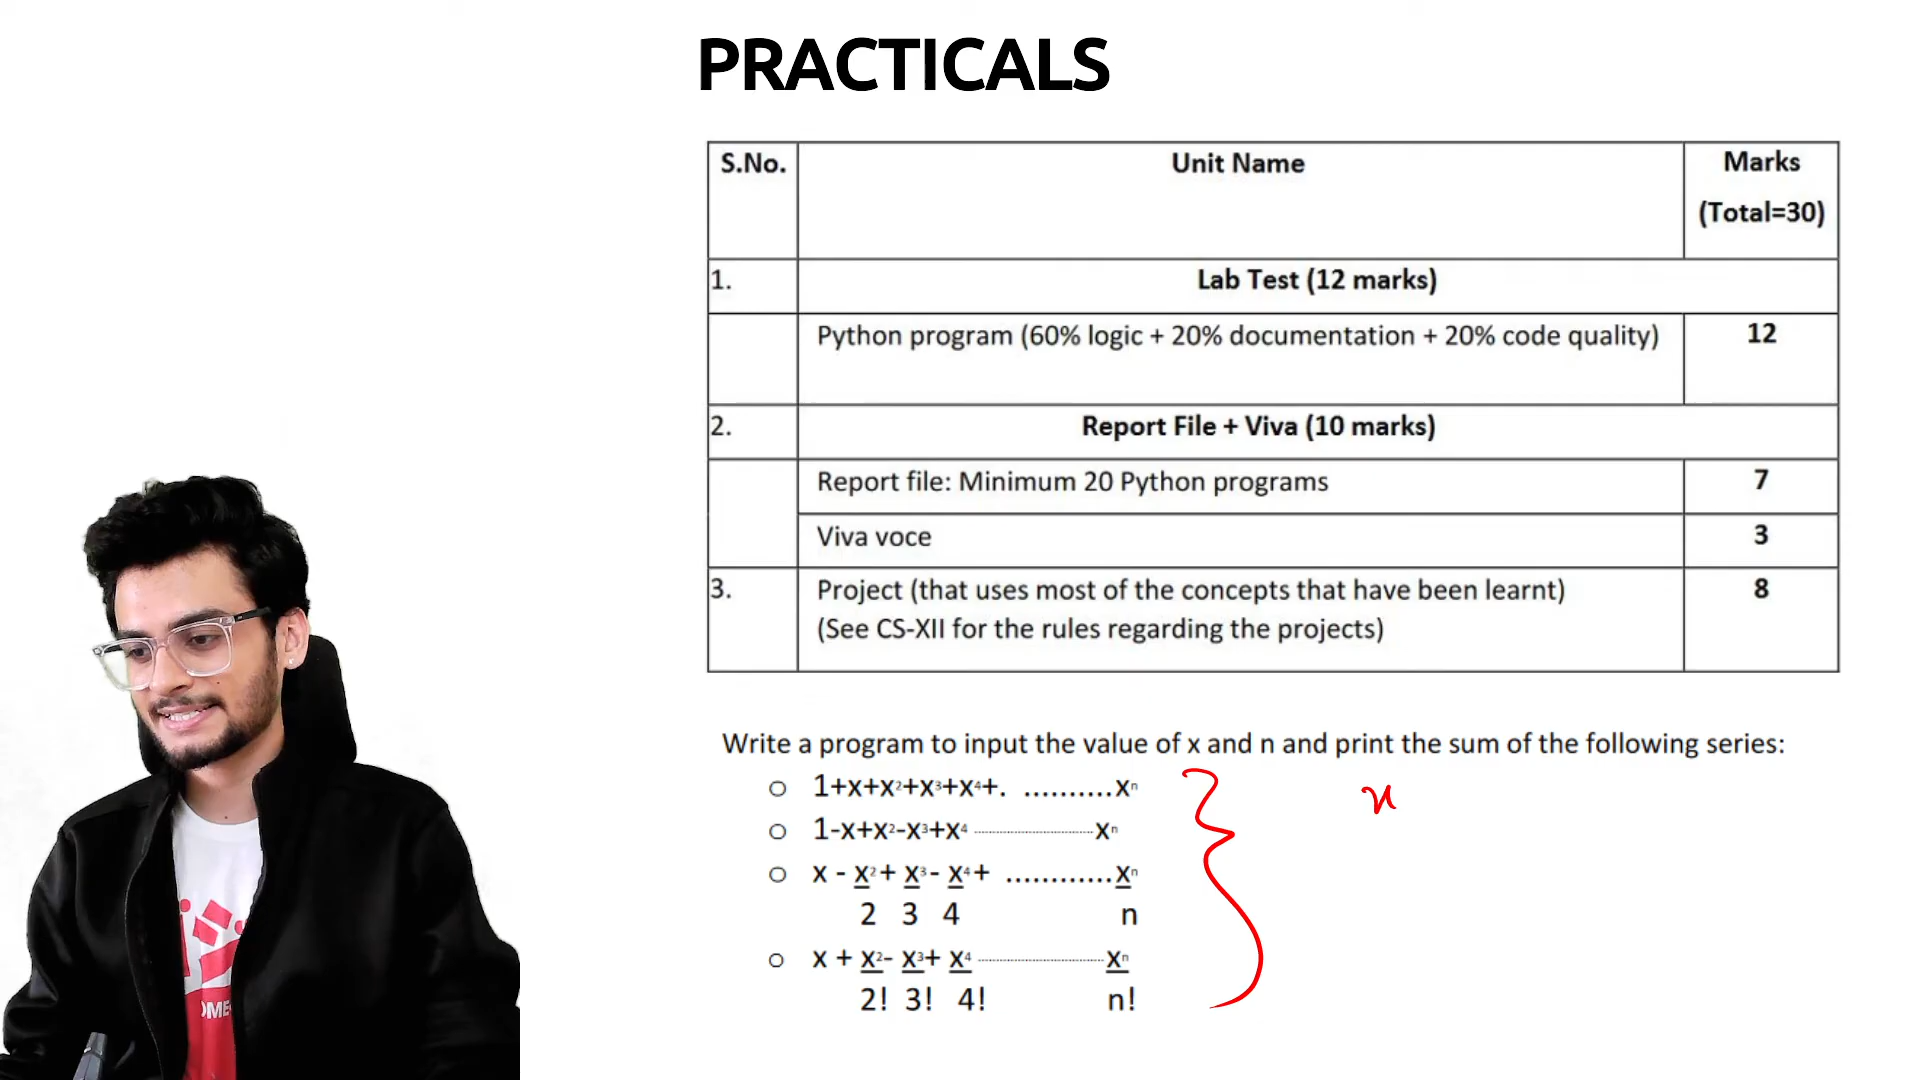 PRACTICALS
S.No. Unit Name Marks
(Total=30)
1. Lab Test (12 marks)
Python program (60% logic + 20% documentation + 20% code quality) 12
2. Report File + Viva (10 marks)
Report file: Minimum 20 Python programs 7
Viva voce 3
3. Project (that uses most of the concepts that have been learnt) 8
(See CS-XII for the rules regarding the projects)
Write a program to input the value of x and n and print the sum of the following series:
o 1+x+x²+x³+x⁴+. ..........xⁿ
o 1-x+x²-x³+x⁴ ---------- xⁿ
o x - x²+ x³- x⁴+ ............xⁿ
2 3 4 n
o x + x²- x³+ x⁴ ---------- xⁿ
2! 3! 4! n!
x
OME